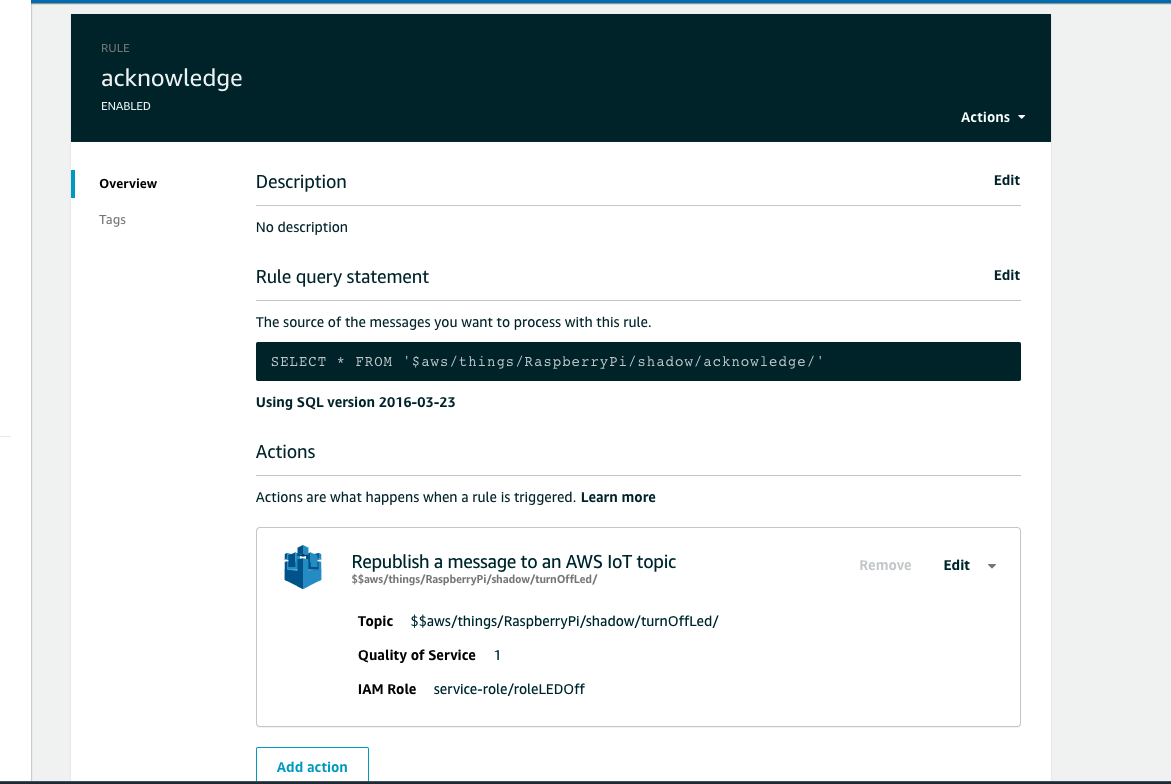 RULE
acknowledge
ENABLED
Actions
Overview
Tags
Description Edit
No description
Rule query statement Edit
The source of the messages you want to process with this rule.
SELECT * FROM '$aws/things/RaspberryPi/shadow/acknowledge/'
Using SQL version 2016-03-23
Actions
Actions are what happens when a rule is triggered. Learn more
Republish a message to an AWS IoT topic Remove Edit
$$aws/things/RaspberryPi/shadow/turnOffLed/
Topic $$aws/things/RaspberryPi/shadow/turnOffLed/
Quality of Service 1
IAM Role service-role/roleLEDOff
Add action